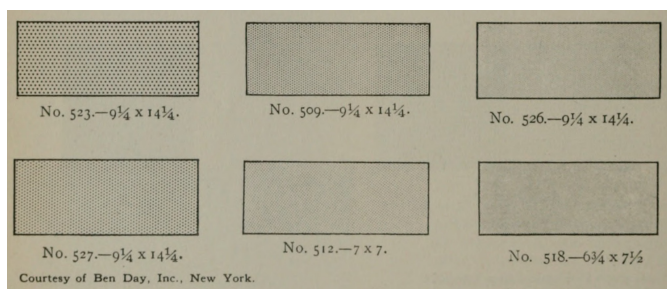 No. 523.—9¼ x 14¼.
No. 509.—9¼ x 14¼.
No. 526.—9¼ x 14¼.
No. 527.—9¼ x 14¼.
No. 512.—7 x 7.
No. 518.—6¾ x 7½
Courtesy of Ben Day, Inc., New York.